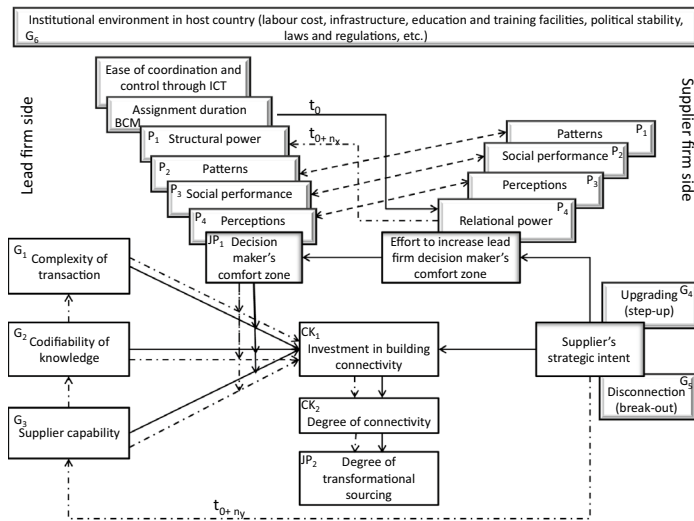 Institutional environment in host country (labour cost, infrastructure, education and training facilities, political stability,
G6 laws and regulations, etc.)
Lead firm side
Supplier firm side
Ease of coordination and
control through ICT
Assignment duration
BCM
P1 Structural power
P2 Patterns
P3 Social performance
P4 Perceptions
t0
t0+ ny
Patterns P1
Social performance P2
Perceptions P3
Relational power P4
JP1 Decision
maker's
comfort zone
Effort to increase lead
firm decision maker's
comfort zone
G1 Complexity of
transaction
G2 Codifiability of
knowledge
G3 Supplier capability
CK1
Investment in building
connectivity
CK2
Degree of connectivity
JP2 Degree of
transformational
sourcing
Upgrading G4
(step-up)
Supplier's
strategic intent
G5
Disconnection
(break-out)
t0+ ny